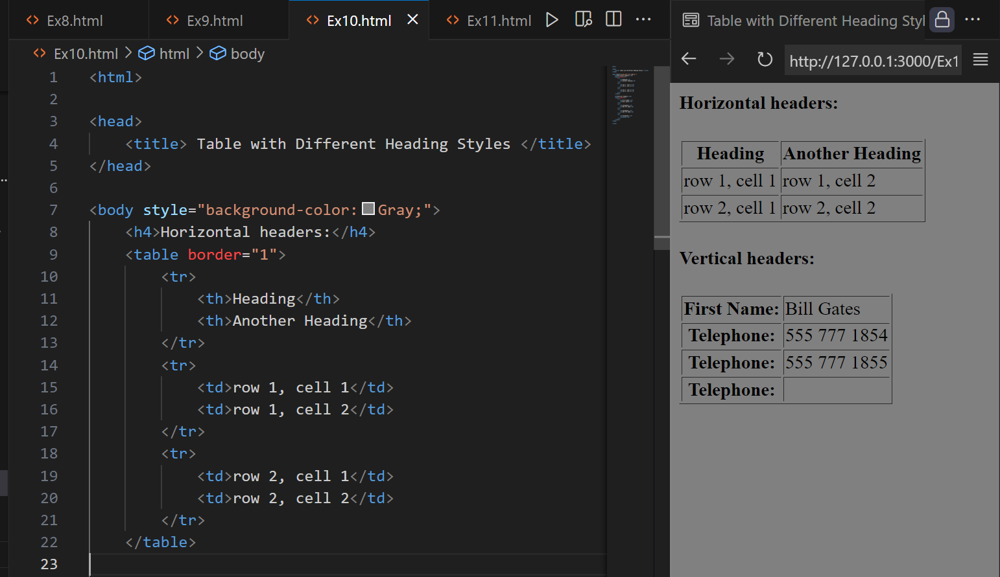 Ex8.html
Ex9.html
Ex10.html
Ex11.html
Ex10.html > html > body
1 <html>
2
3 <head>
4 <title> Table with Different Heading Styles </title>
5 </head>
6
7 <body style="background-color: Gray;">
8 <h4>Horizontal headers:</h4>
9 <table border="1">
10 <tr>
11 <th>Heading</th>
12 <th>Another Heading</th>
13 </tr>
14 <tr>
15 <td>row 1, cell 1</td>
16 <td>row 1, cell 2</td>
17 </tr>
18 <tr>
19 <td>row 2, cell 1</td>
20 <td>row 2, cell 2</td>
21 </tr>
22 </table>
23
Table with Different Heading Styl
http://127.0.0.1:3000/Ex1
Horizontal headers:
Heading Another Heading
row 1, cell 1 row 1, cell 2
row 2, cell 1 row 2, cell 2
Vertical headers:
First Name: Bill Gates
Telephone: 555 777 1854
Telephone: 555 777 1855
Telephone: